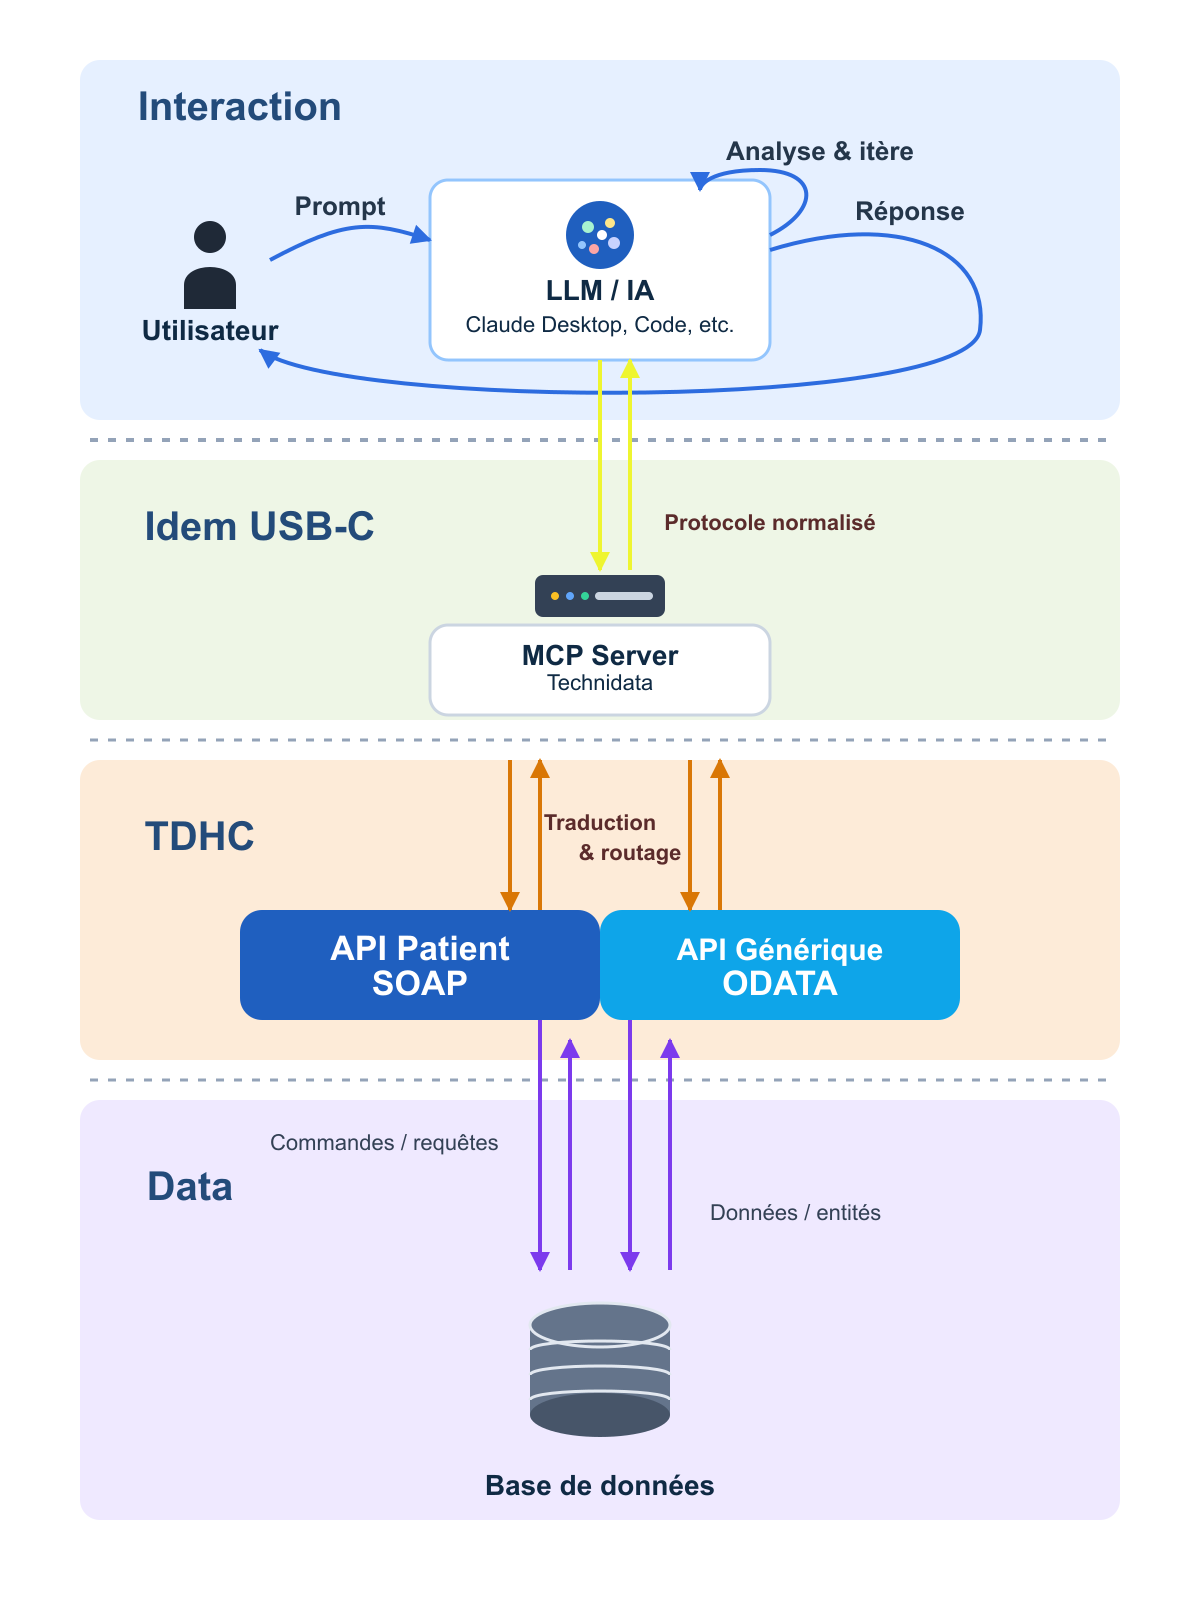 Interaction
Analyse & itère
Prompt
Réponse
LLM / IA
Claude Desktop, Code, etc.
Utilisateur
Idem USB-C
Protocole normalisé
MCP Server
Technidata
TDHC
Traduction
& routage
API Patient
SOAP
API Générique
ODATA
Commandes / requêtes
Data
Données / entités
Base de données